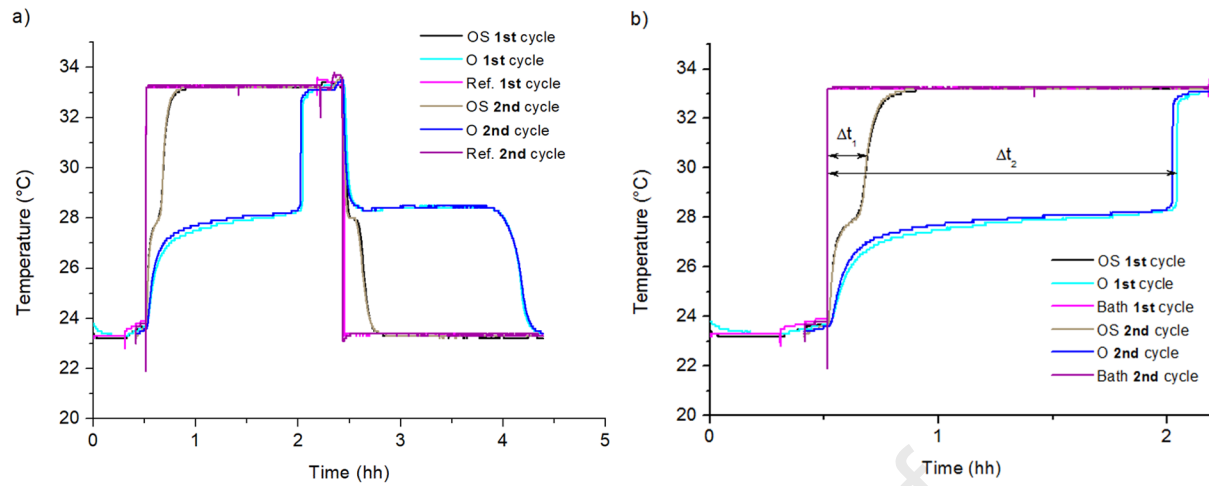 a)
OS 1st cycle
O 1st cycle
Ref. 1st cycle
OS 2nd cycle
O 2nd cycle
Ref. 2nd cycle
34
32
30
28
26
24
22
20
Temperature (°C)
0 1 2 3 4 5
Time (hh)
b)
34
32
30
28
26
24
22
20
Temperature (°C)
Δt1
Δt2
OS 1st cycle
O 1st cycle
Bath 1st cycle
OS 2nd cycle
O 2nd cycle
Bath 2nd cycle
0 1 2
Time (hh)